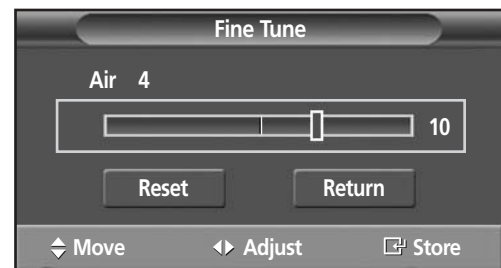 Fine Tune
Air 4
10
Reset Return
Move Adjust Store